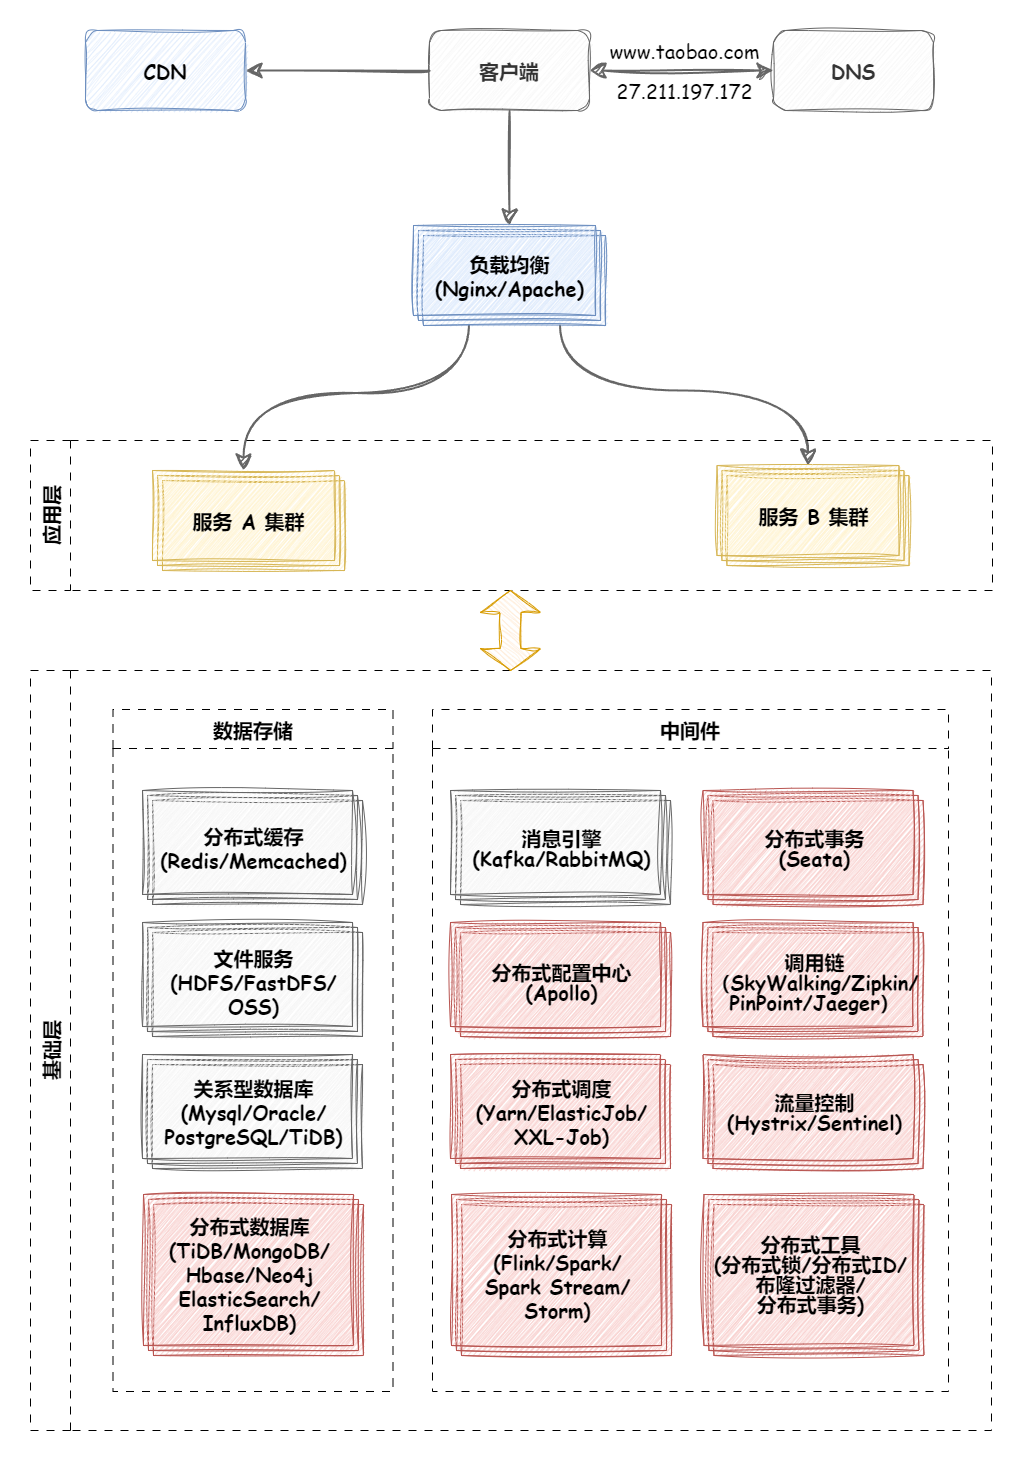 CDN
客户端
www.taobao.com
27.211.197.172
DNS
负载均衡
(Nginx/Apache)
应用层
服务 A 集群
服务 B 集群
基础层
数据存储
分布式缓存
(Redis/Memcached)
文件服务
(HDFS/FastDFS/
OSS)
关系型数据库
(Mysql/Oracle/
PostgreSQL/TiDB)
分布式数据库
(TiDB/MongoDB/
Hbase/Neo4j
ElasticSearch/
InfluxDB)
中间件
消息引擎
(Kafka/RabbitMQ)
分布式事务
(Seata)
分布式配置中心
(Apollo)
调用链
(SkyWalking/Zipkin/
PinPoint/Jaeger)
分布式调度
(Yarn/ElasticJob/
XXL-Job)
流量控制
(Hystrix/Sentinel)
分布式计算
(Flink/Spark/
Spark Stream/
Storm)
分布式工具
(分布式锁/分布式ID/
布隆过滤器/
分布式事务)